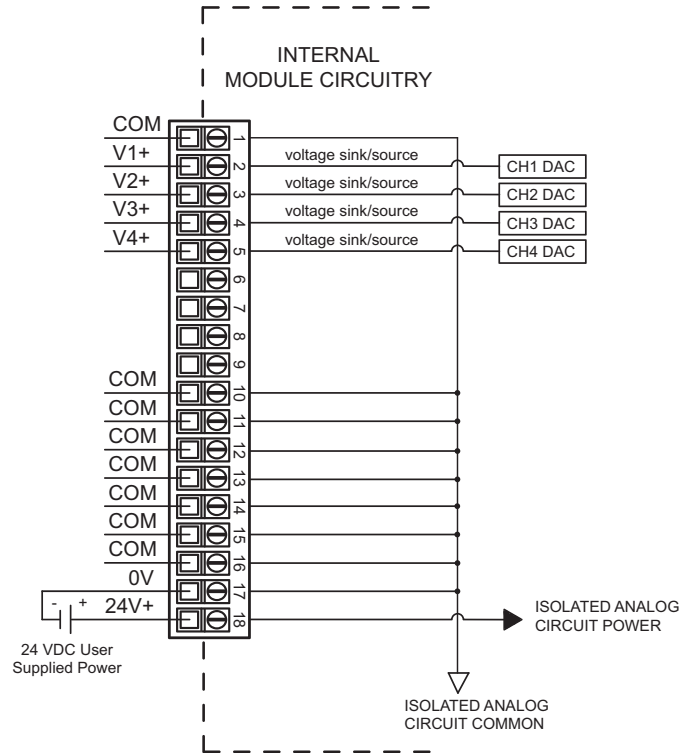 INTERNAL
MODULE CIRCUITRY
COM
1
V1+
2
voltage sink/source
CH1 DAC
V2+
3
voltage sink/source
CH2 DAC
V3+
4
voltage sink/source
CH3 DAC
V4+
5
voltage sink/source
CH4 DAC
6
7
8
9
COM
10
COM
11
COM
12
COM
13
COM
14
COM
15
COM
16
0V
17
- +
24V+
18
ISOLATED ANALOG
CIRCUIT POWER
24 VDC User
Supplied Power
ISOLATED ANALOG
CIRCUIT COMMON